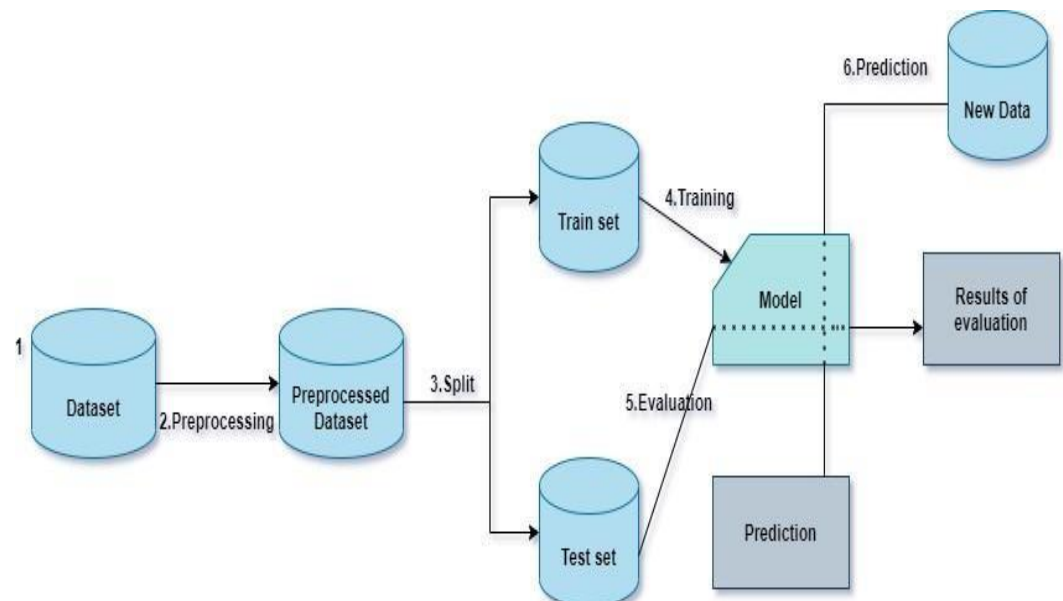 6.Prediction
New Data
Train set
4.Training
Model
Results of
evaluation
1
Dataset
2.Preprocessing
Preprocessed
Dataset
3.Split
5.Evaluation
Test set
Prediction